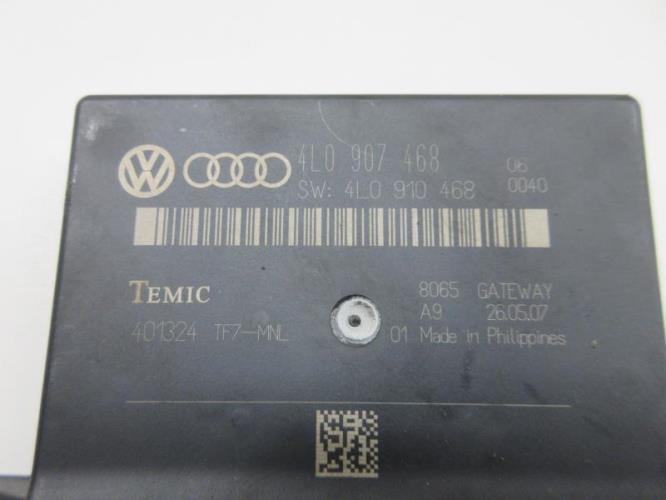 4L0 907 468 06
SW: 4L0 910 468 0040
TEMIC 8065 GATEWAY
A9 26.05.07
401324 TF7-MNL 01 Made in Philippines